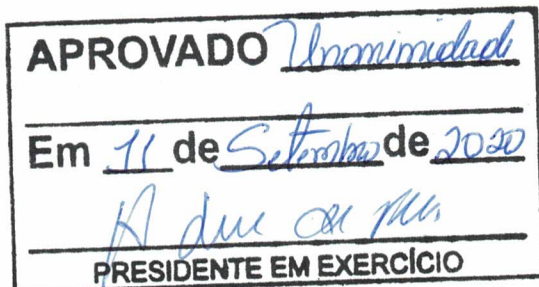 APROVADO Unanimidade
Em 11 de Setembro de 2020
PRESIDENTE EM EXERCÍCIO